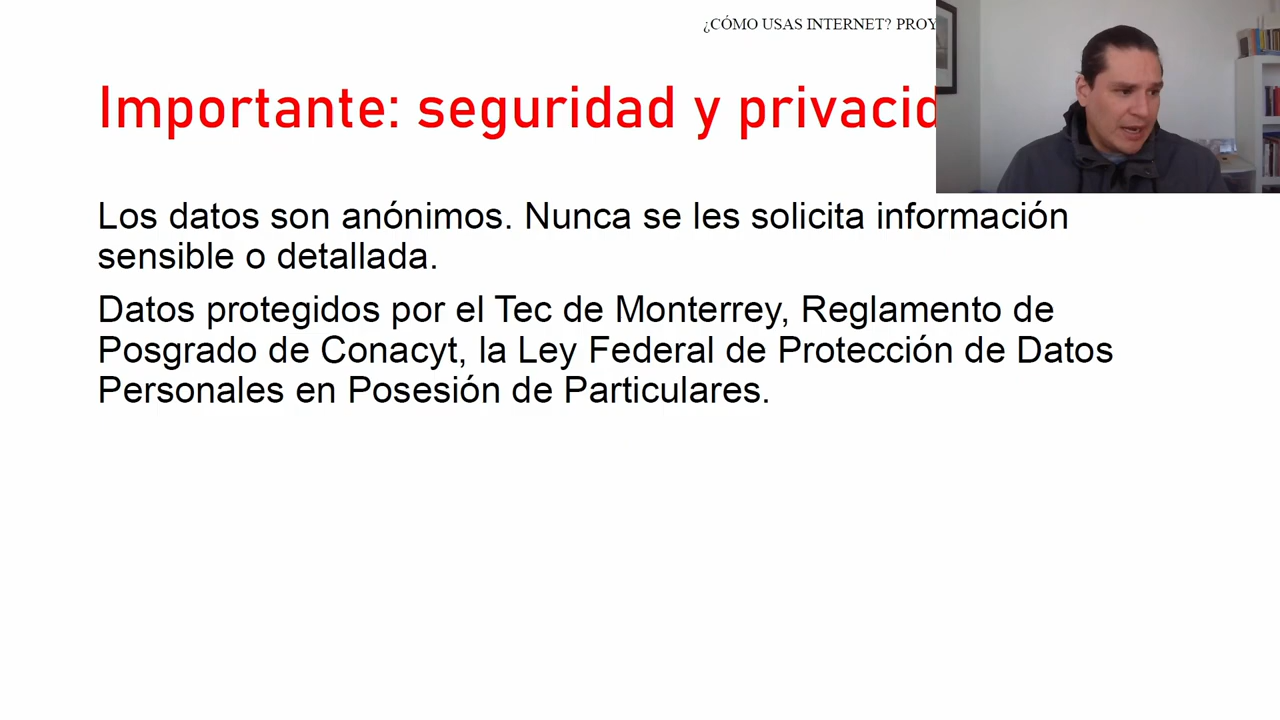 ¿CÓMO USAS INTERNET?
Importante: seguridad y
Los datos son anónimos. Nunca se les solicita información
sensible o detallada.
Datos protegidos por el Tec de Monterrey, Reglamento de
Posgrado de Conacyt, la Ley Federal de Protección de Datos
Personales en Posesión de Particulares.